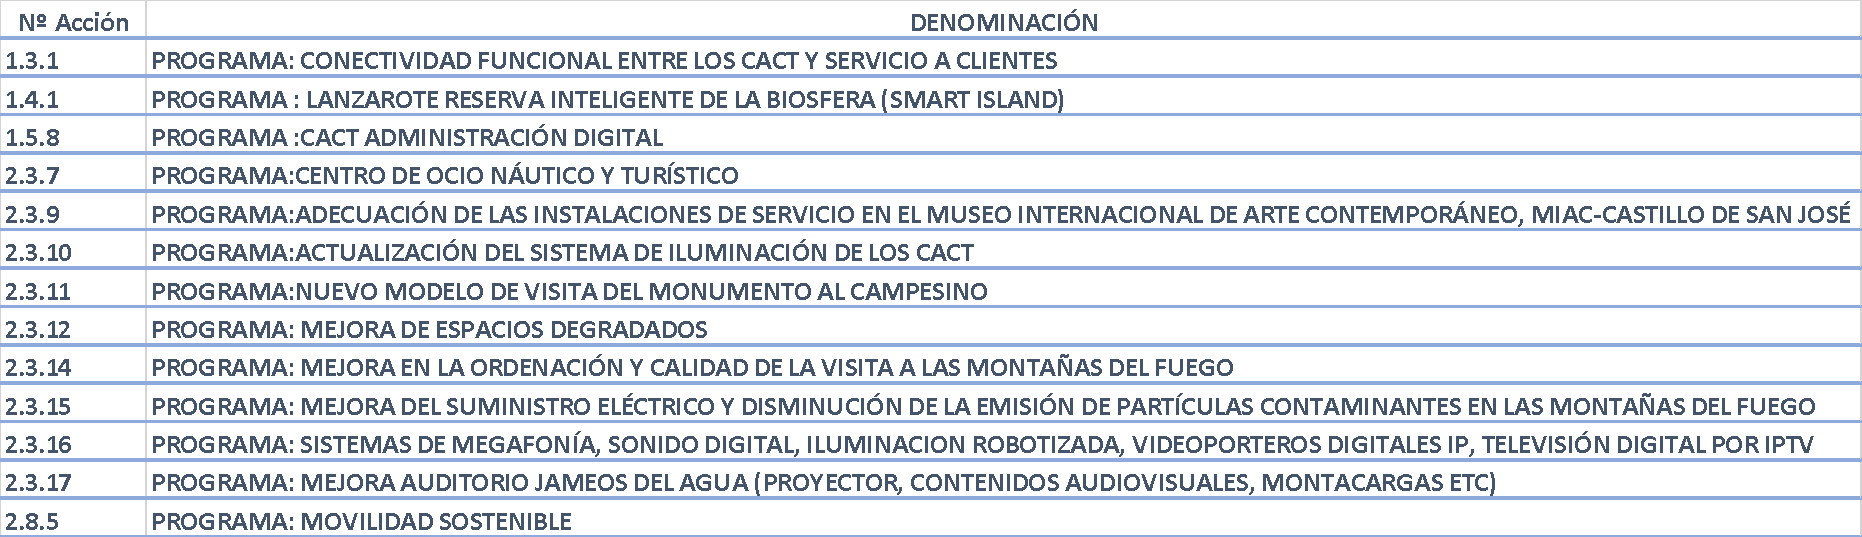 Nº Acción DENOMINACIÓN
1.3.1 PROGRAMA: CONECTIVIDAD FUNCIONAL ENTRE LOS CACT Y SERVICIO A CLIENTES
1.4.1 PROGRAMA : LANZAROTE RESERVA INTELIGENTE DE LA BIOSFERA (SMART ISLAND)
1.5.8 PROGRAMA :CACT ADMINISTRACIÓN DIGITAL
2.3.7 PROGRAMA:CENTRO DE OCIO NÁUTICO Y TURÍSTICO
2.3.9 PROGRAMA:ADECUACIÓN DE LAS INSTALACIONES DE SERVICIO EN EL MUSEO INTERNACIONAL DE ARTE CONTEMPORÁNEO, MIAC-CASTILLO DE SAN JOSÉ
2.3.10 PROGRAMA:ACTUALIZACIÓN DEL SISTEMA DE ILUMINACIÓN DE LOS CACT
2.3.11 PROGRAMA:NUEVO MODELO DE VISITA DEL MONUMENTO AL CAMPESINO
2.3.12 PROGRAMA: MEJORA DE ESPACIOS DEGRADADOS
2.3.14 PROGRAMA: MEJORA EN LA ORDENACIÓN Y CALIDAD DE LA VISITA A LAS MONTAÑAS DEL FUEGO
2.3.15 PROGRAMA: MEJORA DEL SUMINISTRO ELÉCTRICO Y DISMINUCIÓN DE LA EMISIÓN DE PARTÍCULAS CONTAMINANTES EN LAS MONTAÑAS DEL FUEGO
2.3.16 PROGRAMA: SISTEMAS DE MEGAFONÍA, SONIDO DIGITAL, ILUMINACION ROBOTIZADA, VIDEOPORTEROS DIGITALES IP, TELEVISIÓN DIGITAL POR IPTV
2.3.17 PROGRAMA: MEJORA AUDITORIO JAMEOS DEL AGUA (PROYECTOR, CONTENIDOS AUDIOVISUALES, MONTACARGAS ETC)
2.8.5 PROGRAMA: MOVILIDAD SOSTENIBLE